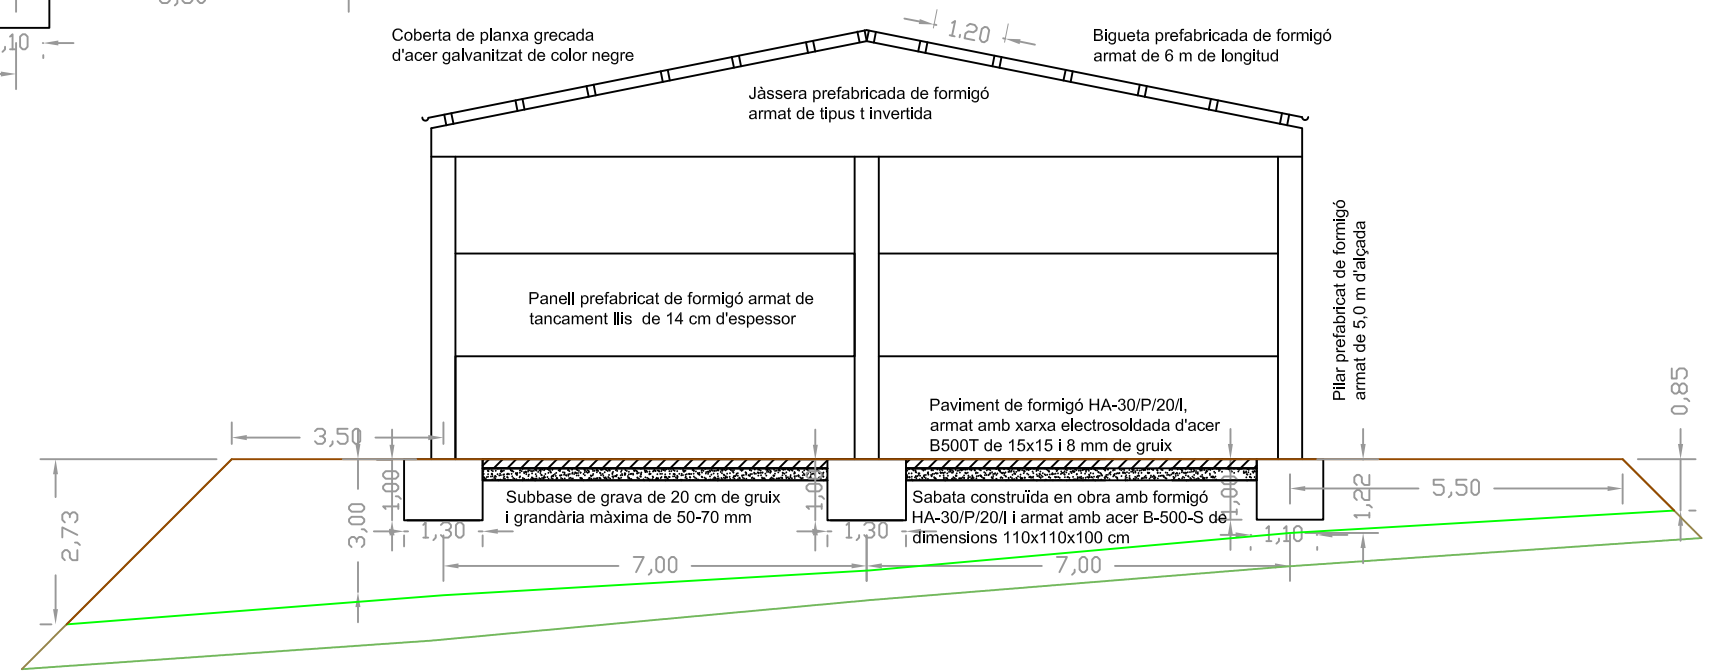 ,10
Coberta de planxa grecada
d'acer galvanitzat de color negre
1.20
Bigueta prefabricada de formigó
armat de 6 m de longitud
Jàssera prefabricada de formigó
armat de tipus t invertida
Panell prefabricat de formigó armat de
tancament llis de 14 cm d'espessor
Pilar prefabricat de formigó
armat de 5,0 m d'alçada
Paviment de formigó HA-30/P/20/I,
armat amb xarxa electrosoldada d'acer
B500T de 15x15 i 8 mm de gruix
0,85
3,50
1,00
1,00
1,00
1,22
5,50
2,73
3,00
Subbase de grava de 20 cm de gruix
i grandària màxima de 50-70 mm
Sabata construïda en obra amb formigó
HA-30/P/20/I i armat amb acer B-500-S de
dimensions 110x110x100 cm
1,30
1,30
1,10
7,00
7,00